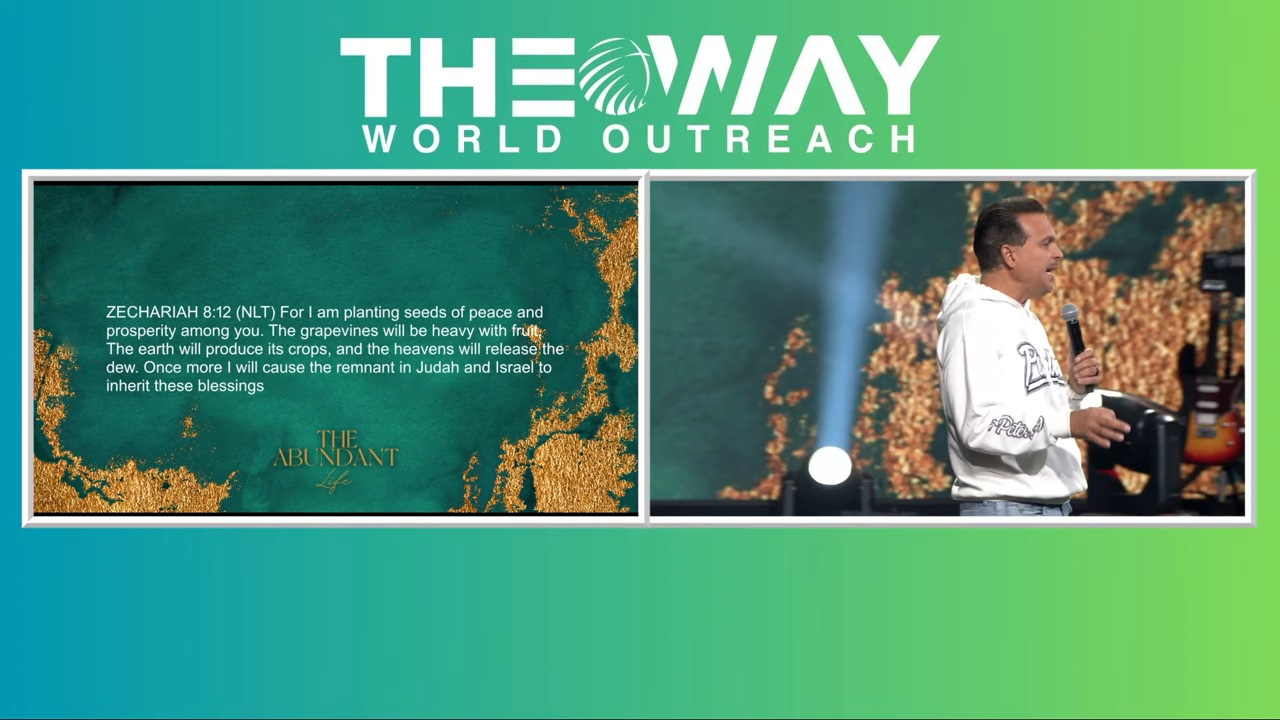 THE WAY
WORLD OUTREACH
ZECHARIAH 8:12 (NLT) For I am planting seeds of peace and
prosperity among you. The grapevines will be heavy with fruit.
The earth will produce its crops, and the heavens will release the
dew. Once more I will cause the remnant in Judah and Israel to
inherit these blessings
THE
ABUNDANT
Life